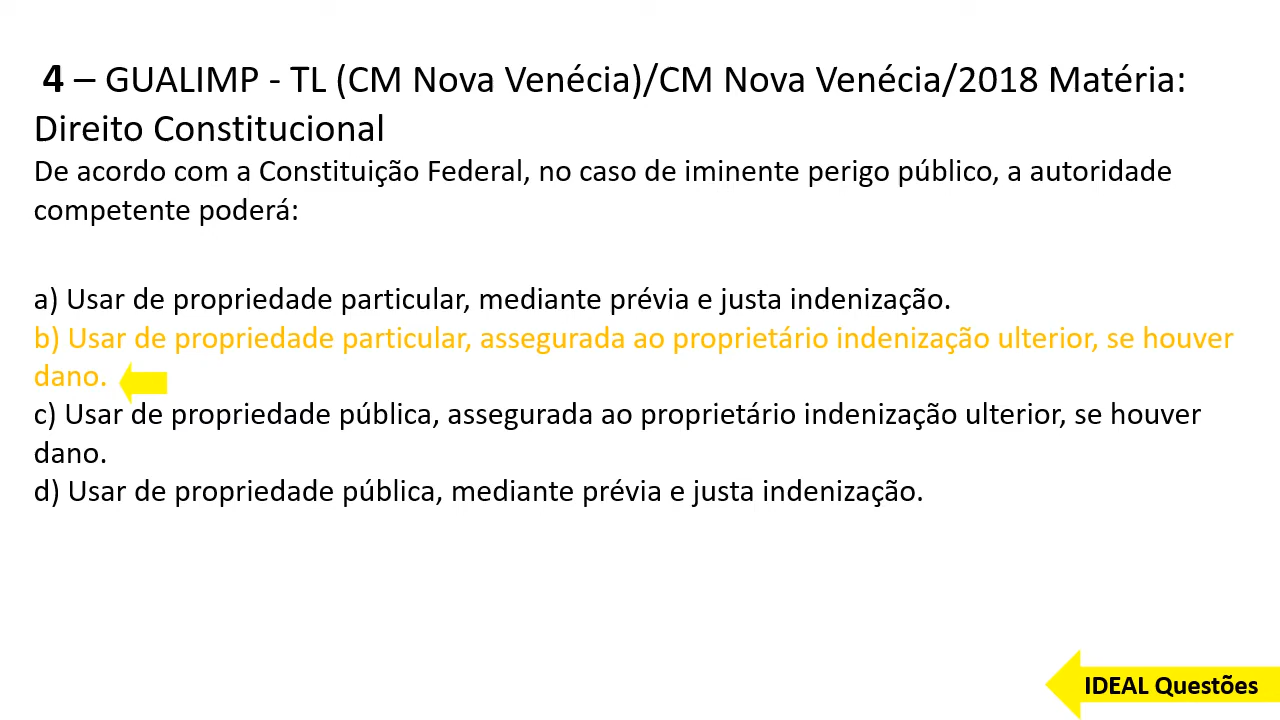 4 – GUALIMP - TL (CM Nova Venécia)/CM Nova Venécia/2018 Matéria:
Direito Constitucional
De acordo com a Constituição Federal, no caso de iminente perigo público, a autoridade
competente poderá:
a) Usar de propriedade particular, mediante prévia e justa indenização.
b) Usar de propriedade particular, assegurada ao proprietário indenização ulterior, se houver
dano.
c) Usar de propriedade pública, assegurada ao proprietário indenização ulterior, se houver
dano.
d) Usar de propriedade pública, mediante prévia e justa indenização.
IDEAL Questões